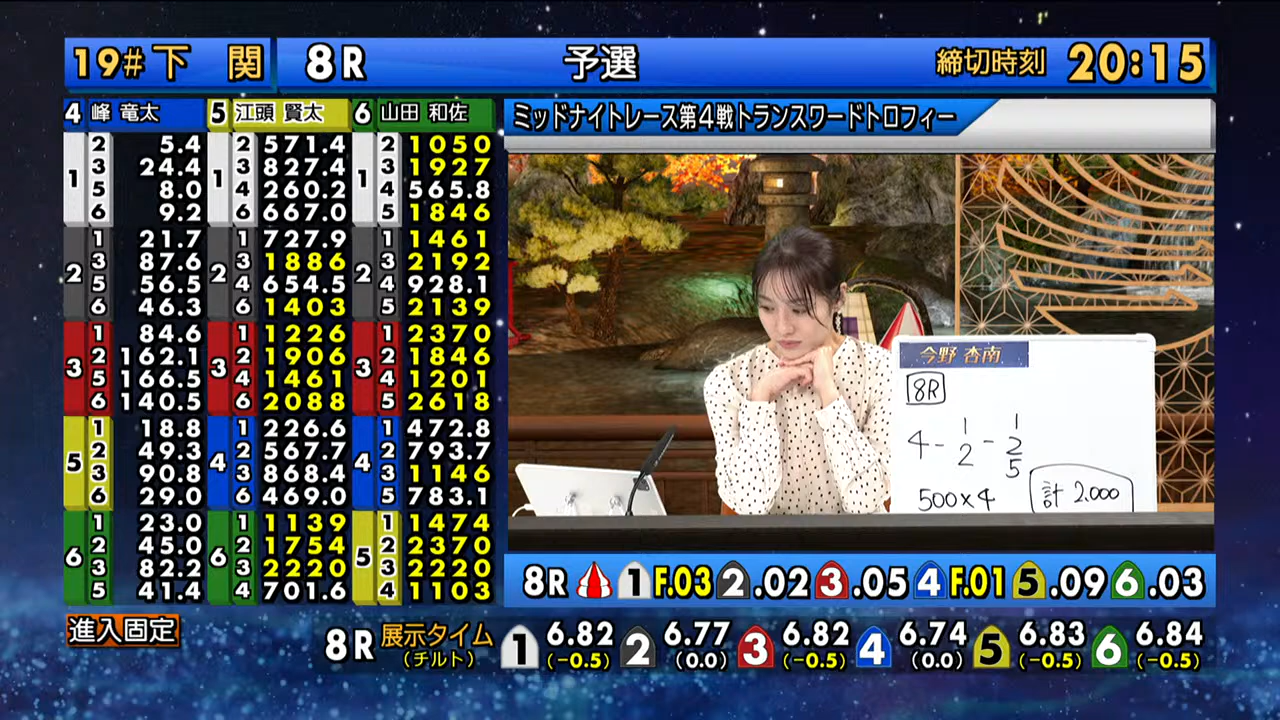 19# 下 関 8R 予選 締切時刻 20:15
4 峰 竜太 5 江頭 賢太 6 山田 和佐
ミッドナイトレース第4戦トランスワードトロフィー
1 2 5.4 1 2 571.4 1 2 1050
3 24.4 3 827.4 3 1927
5 8.0 4 260.2 4 565.8
6 9.2 6 667.0 5 1846
2 1 21.7 2 1 727.9 2 1 1461
3 87.6 3 1886 3 2192
5 56.5 4 654.5 4 928.1
6 46.3 6 1403 5 2139
3 1 84.6 3 1 1226 3 1 2370
2 162.1 2 1906 2 1846
5 166.5 4 1461 4 1201
6 140.5 6 2088 5 2618
5 1 18.8 4 1 226.6 4 1 472.8
2 49.3 2 567.7 2 793.7
3 90.8 3 868.4 3 1146
6 29.0 6 469.0 5 783.1
6 1 23.0 6 1 1139 5 1 1474
2 45.0 2 1754 2 2370
3 82.2 3 2220 3 2220
5 41.4 4 701.6 4 1103
今野 杏南
8R
4-1/2-1/2/5
500×4 計 2.000
8R 1 F.03 2 .02 3 .05 4 F.01 5 .09 6 .03
進入固定
8R 展示タイム 1 6.82 2 6.77 3 6.82 4 6.74 5 6.83 6 6.84
(チルト) (-0.5) (0.0) (-0.5) (0.0) (-0.5) (-0.5)